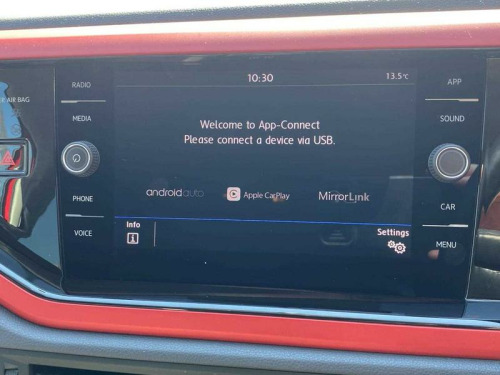 10:30
13.5°C
RADIO
MEDIA
PHONE
VOICE
AIR BAG
Welcome to App-Connect
Please connect a device via USB.
androidauto
Apple CarPlay
MirrorLink
Info
Settings
APP
SOUND
CAR
MENU